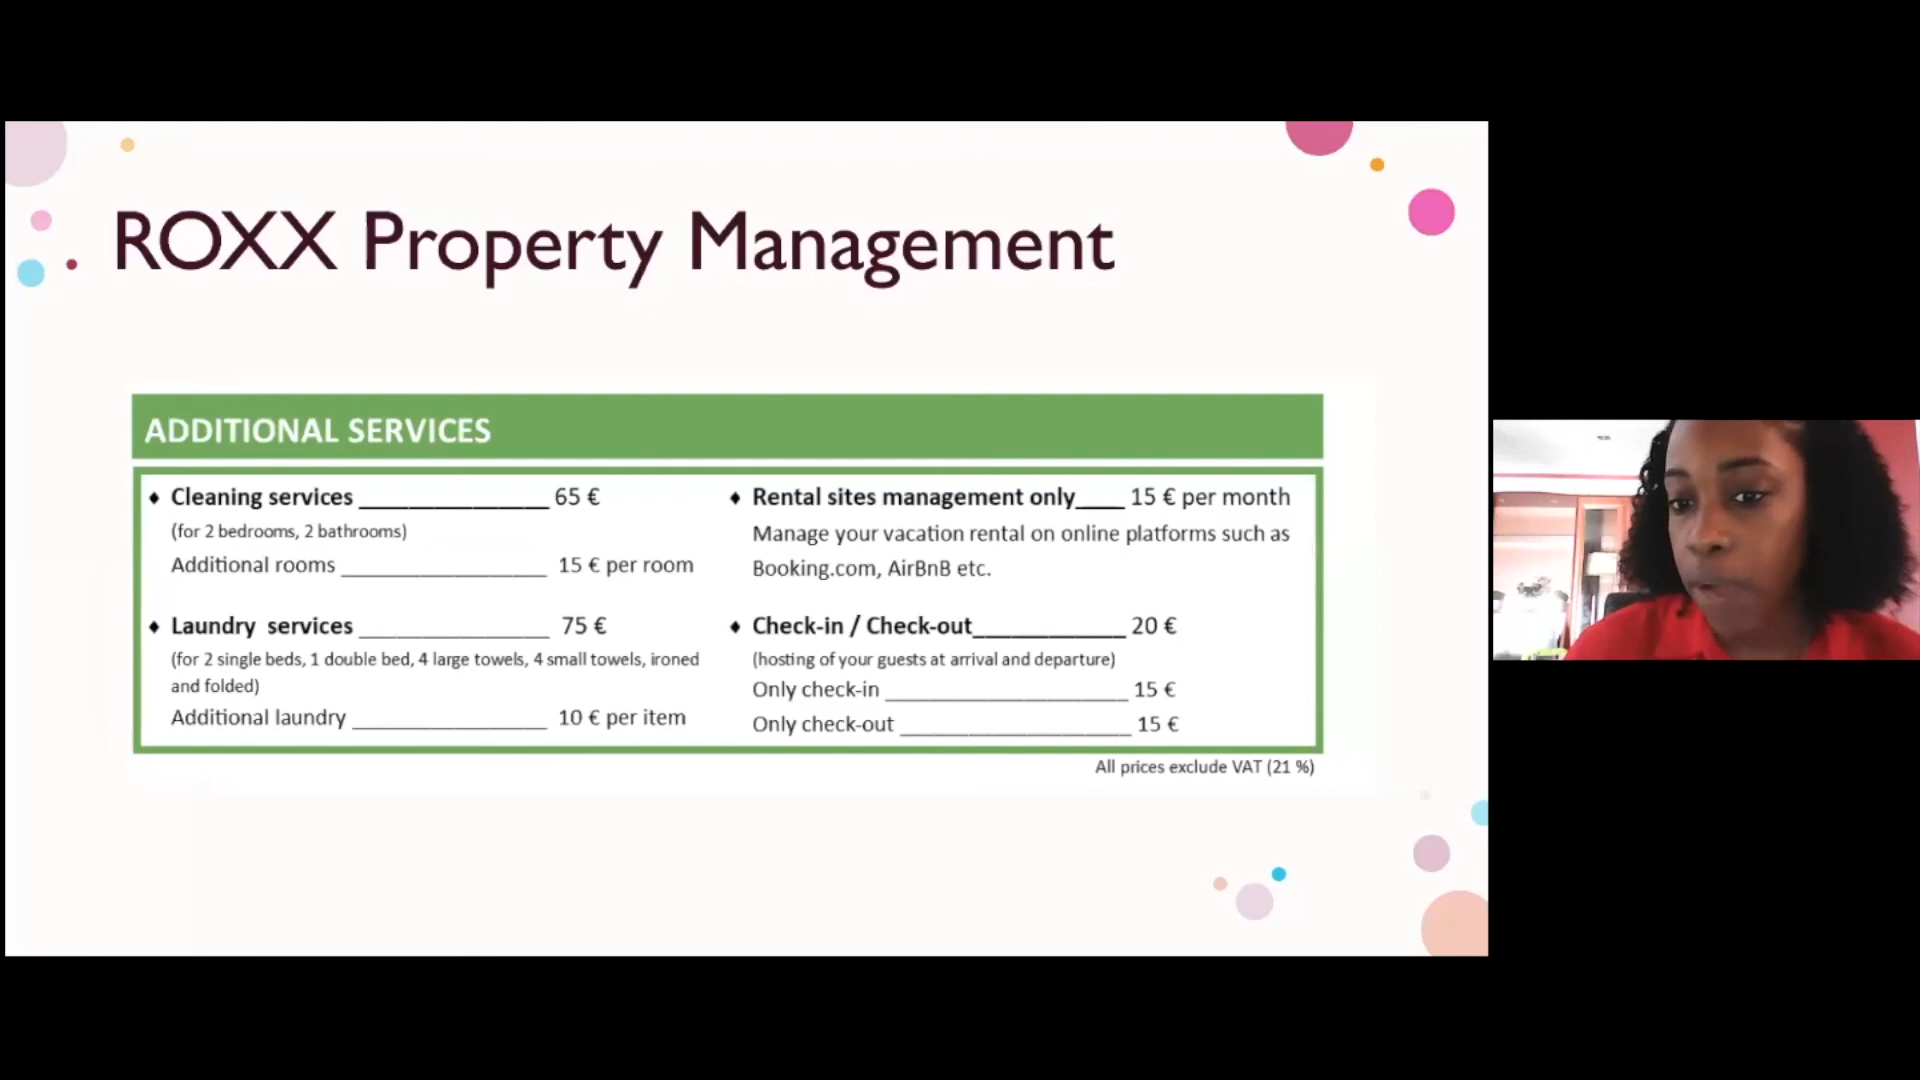 ROXX Property Management
ADDITIONAL SERVICES
♦ Cleaning services _______________ 65 €
(for 2 bedrooms, 2 bathrooms)
Additional rooms _________________ 15 € per room
♦ Laundry services ________________ 75 €
(for 2 single beds, 1 double bed, 4 large towels, 4 small towels, ironed
and folded)
Additional laundry ________________ 10 € per item
♦ Rental sites management only____ 15 € per month
Manage your vacation rental on online platforms such as
Booking.com, AirBnB etc.
♦ Check-in / Check-out____________ 20 €
(hosting of your guests at arrival and departure)
Only check-in ____________________ 15 €
Only check-out ___________________ 15 €
All prices exclude VAT (21 %)